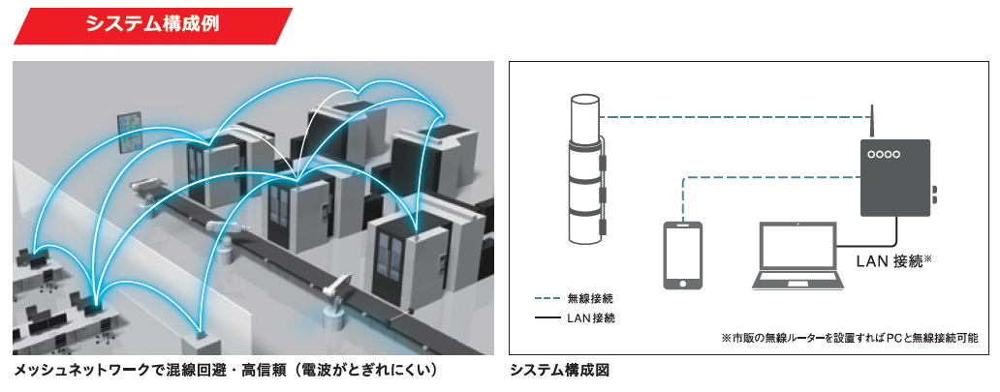 システム構成例
LAN 接続※
無線接続
LAN 接続
※市販の無線ルーターを設置すればPCと無線接続可能
メッシュネットワークで混線回避・高信頼（電波がとぎれにくい）
システム構成図